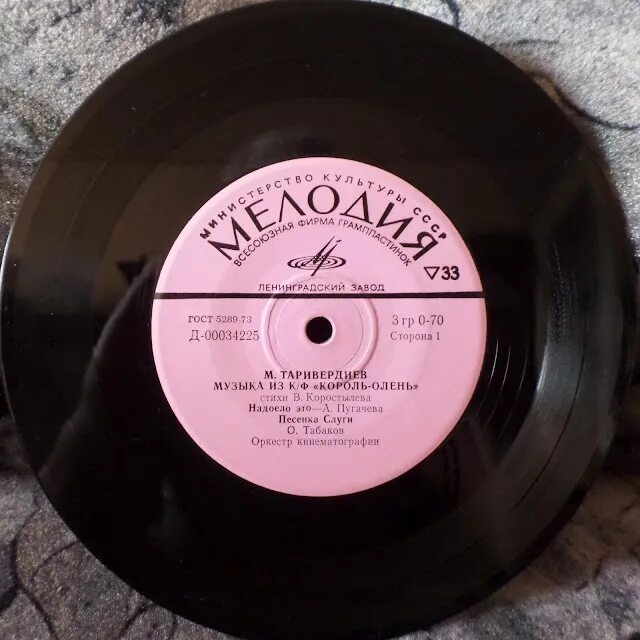 МИНИСТЕРСТВО КУЛЬТУРЫ СССР
МЕЛОДИЯ
ВСЕСОЮЗНАЯ ФИРМА ГРАМПЛАСТИНОК
▽33
ЛЕНИНГРАДСКИЙ ЗАВОД
ГОСТ 5289-73
3 гр 0-70
Д-00034225
Сторона 1
М. ТАРИВЕРДИЕВ
МУЗЫКА ИЗ К/Ф «КОРОЛЬ-ОЛЕНЬ»
стихи В. Коростылева
Надоело это—А. Пугачева
Песенка Слуги
О. Табаков
Оркестр кинематографии